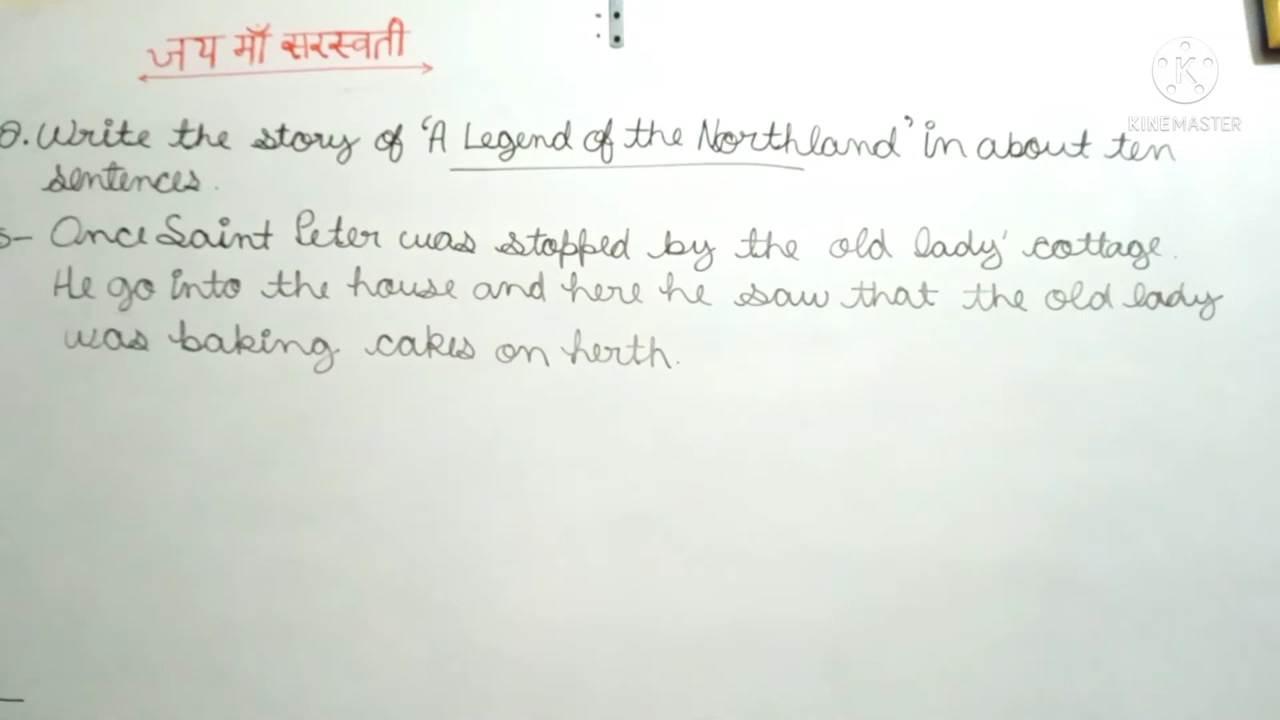 जय माँ सरस्वती
K
KINEMASTER
Q. Write the story of 'A Legend of the Northland' in about ten
sentences.
s- Once Saint Peter was stopped by the old lady' cottage.
He go into the house and here he saw that the old lady
was baking cakes on herth.